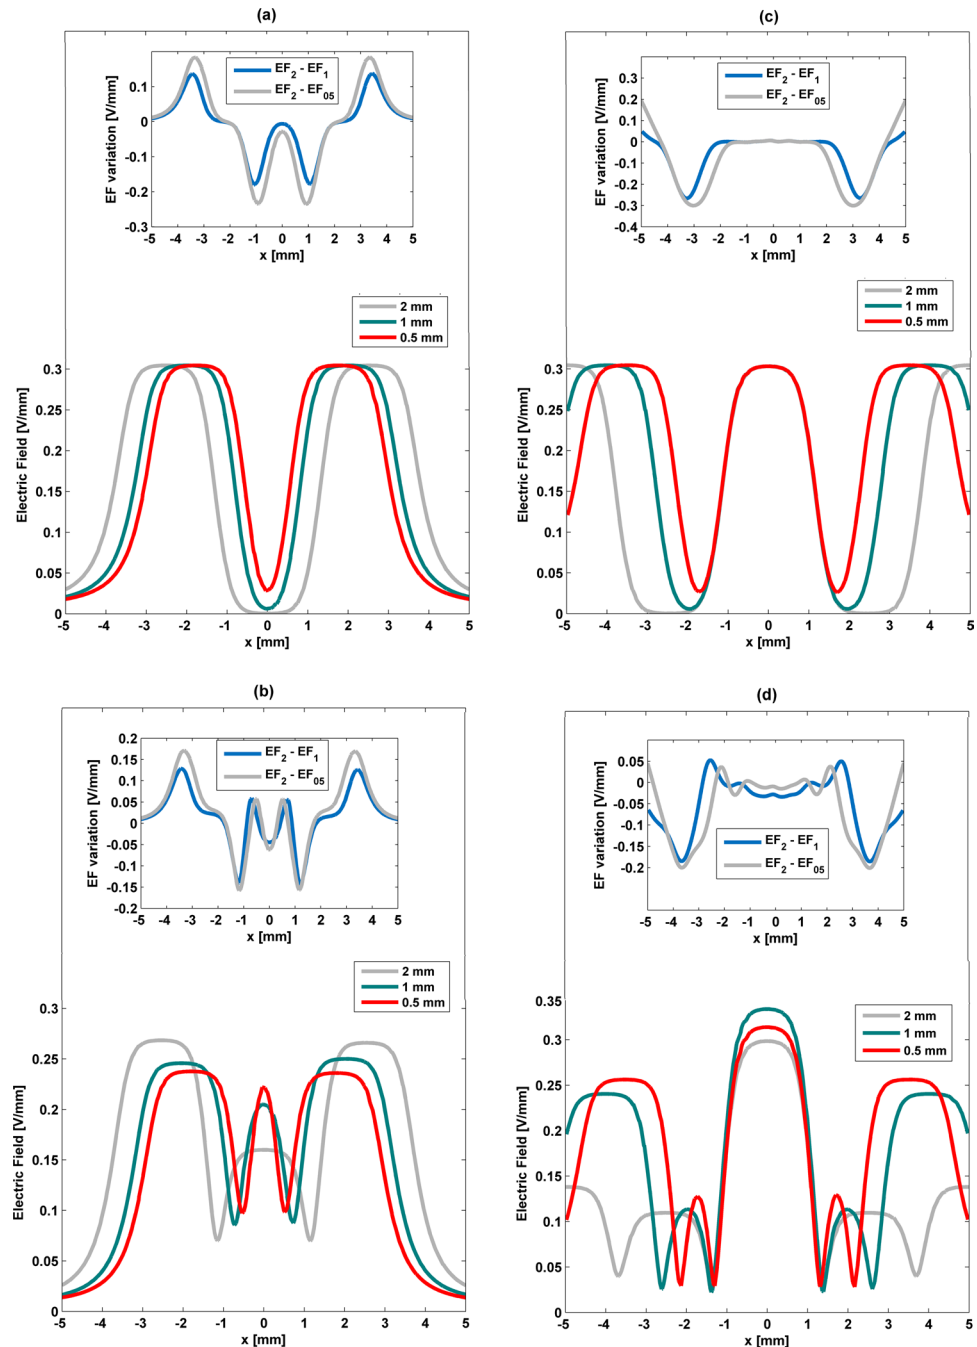 (a)
EF variation [V/mm]
0.1
0
-0.1
-0.2
-0.3
EF2 - EF1
EF2 - EF05
-5 -4 -3 -2 -1 0 1 2 3 4 5
x [mm]
2 mm
1 mm
0.5 mm
Electric Field [V/mm]
0.3
0.25
0.2
0.15
0.1
0.05
0
-5 -4 -3 -2 -1 0 1 2 3 4 5
x [mm]
(c)
EF variation [V/mm]
0.4
0.3
0.2
0.1
0
-0.1
-0.2
-0.3
-0.4
EF2 - EF1
EF2 - EF05
-5 -4 -3 -2 -1 0 1 2 3 4 5
x [mm]
2 mm
1 mm
0.5 mm
Electric Field [V/mm]
0.3
0.25
0.2
0.15
0.1
0.05
0
-5 -4 -3 -2 -1 0 1 2 3 4 5
x [mm]
(b)
EF variation [V/mm]
0.2
0.15
0.1
0.05
0
-0.05
-0.1
-0.15
-0.2
EF2 - EF1
EF2 - EF05
-5 -4 -3 -2 -1 0 1 2 3 4 5
x [mm]
2 mm
1 mm
0.5 mm
Electric Field [V/mm]
0.3
0.25
0.2
0.15
0.1
0.05
0
-5 -4 -3 -2 -1 0 1 2 3 4 5
x [mm]
(d)
EF variation [V/mm]
0.05
0
-0.05
-0.1
-0.15
-0.2
-0.3
EF2 - EF1
EF2 - EF05
-5 -4 -3 -2 -1 0 1 2 3 4 5
x [mm]
2 mm
1 mm
0.5 mm
Electric Field [V/mm]
0.35
0.3
0.25
0.2
0.15
0.1
0.05
0
-5 -4 -3 -2 -1 0 1 2 3 4 5
x [mm]